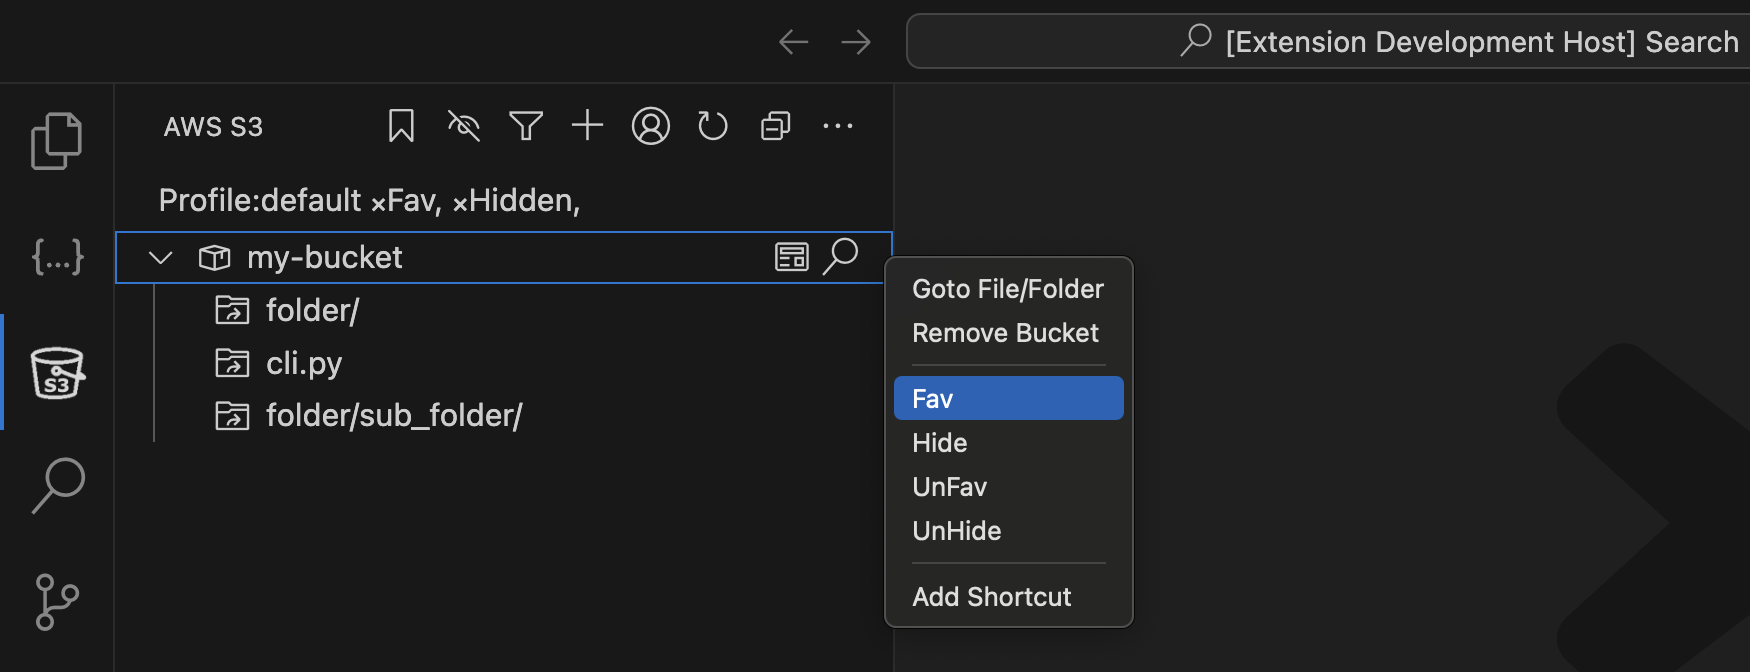 [Extension Development Host] Search
AWS S3
Profile:default ×Fav, ×Hidden,
{...}
my-bucket
folder/
S3
cli.py
folder/sub_folder/
Goto File/Folder
Remove Bucket
Fav
Hide
UnFav
UnHide
Add Shortcut